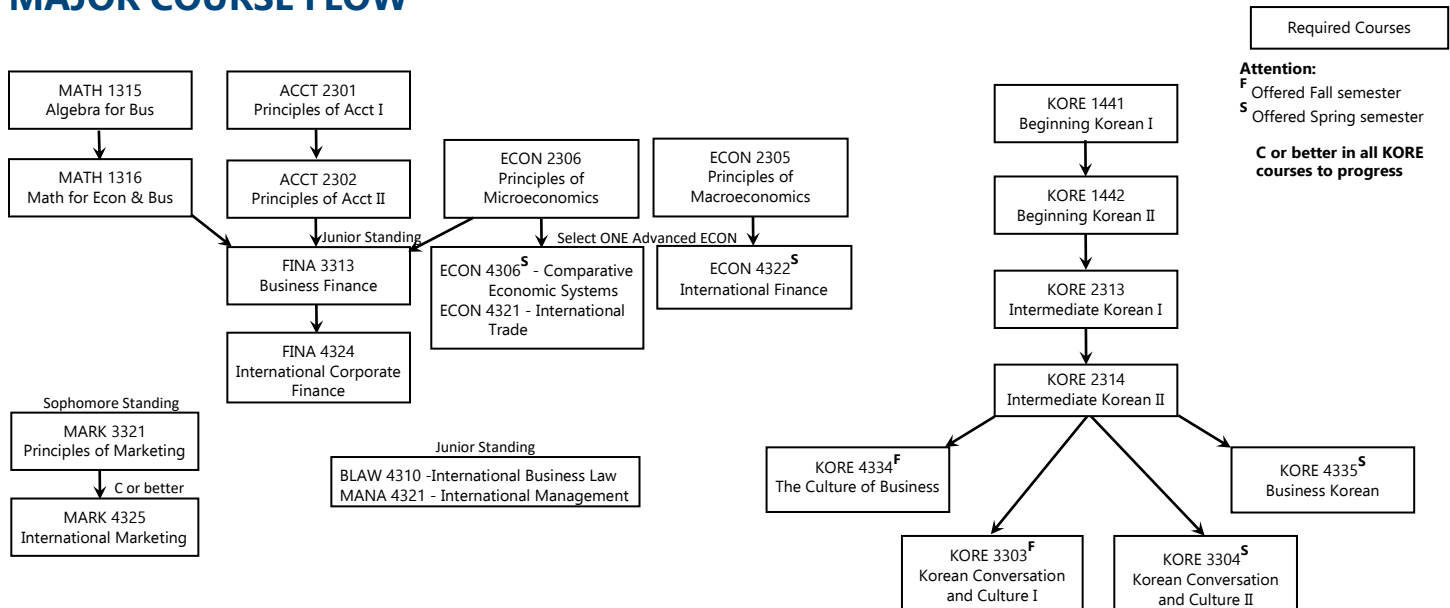 MAJOR COURSE FLOW
Required Courses
Attention:
F Offered Fall semester
S Offered Spring semester
C or better in all KORE
courses to progress
MATH 1315
Algebra for Bus
MATH 1316
Math for Econ & Bus
ACCT 2301
Principles of Acct I
ACCT 2302
Principles of Acct II
ECON 2306
Principles of
Microeconomics
ECON 2305
Principles of
Macroeconomics
Junior Standing
FINA 3313
Business Finance
FINA 4324
International Corporate
Finance
Select ONE Advanced ECON
ECON 4306S - Comparative
Economic Systems
ECON 4321 - International
Trade
ECON 4322S
International Finance
Sophomore Standing
MARK 3321
Principles of Marketing
C or better
MARK 4325
International Marketing
Junior Standing
BLAW 4310 -International Business Law
MANA 4321 - International Management
KORE 1441
Beginning Korean I
KORE 1442
Beginning Korean II
KORE 2313
Intermediate Korean I
KORE 2314
Intermediate Korean II
KORE 4334F
The Culture of Business
KORE 4335S
Business Korean
KORE 3303F
Korean Conversation
and Culture I
KORE 3304S
Korean Conversation
and Culture II